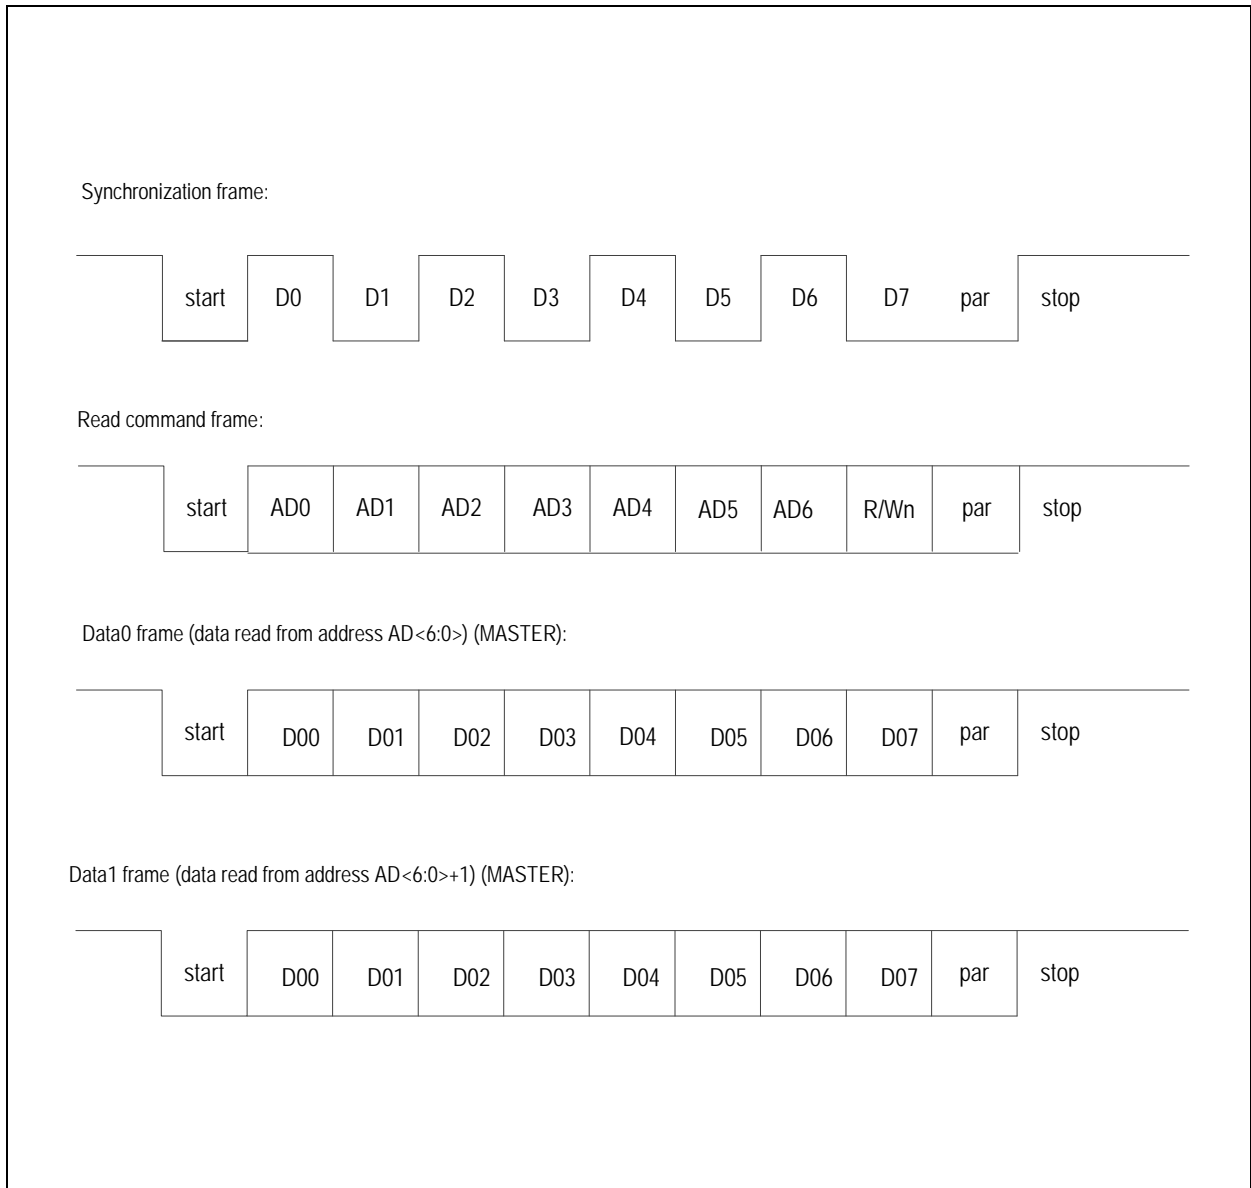 Synchronization frame:
start D0 D1 D2 D3 D4 D5 D6 D7 par stop
Read command frame:
start AD0 AD1 AD2 AD3 AD4 AD5 AD6 R/Wn par stop
Data0 frame (data read from address AD<6:0>) (MASTER):
start D00 D01 D02 D03 D04 D05 D06 D07 par stop
Data1 frame (data read from address AD<6:0>+1) (MASTER):
start D00 D01 D02 D03 D04 D05 D06 D07 par stop